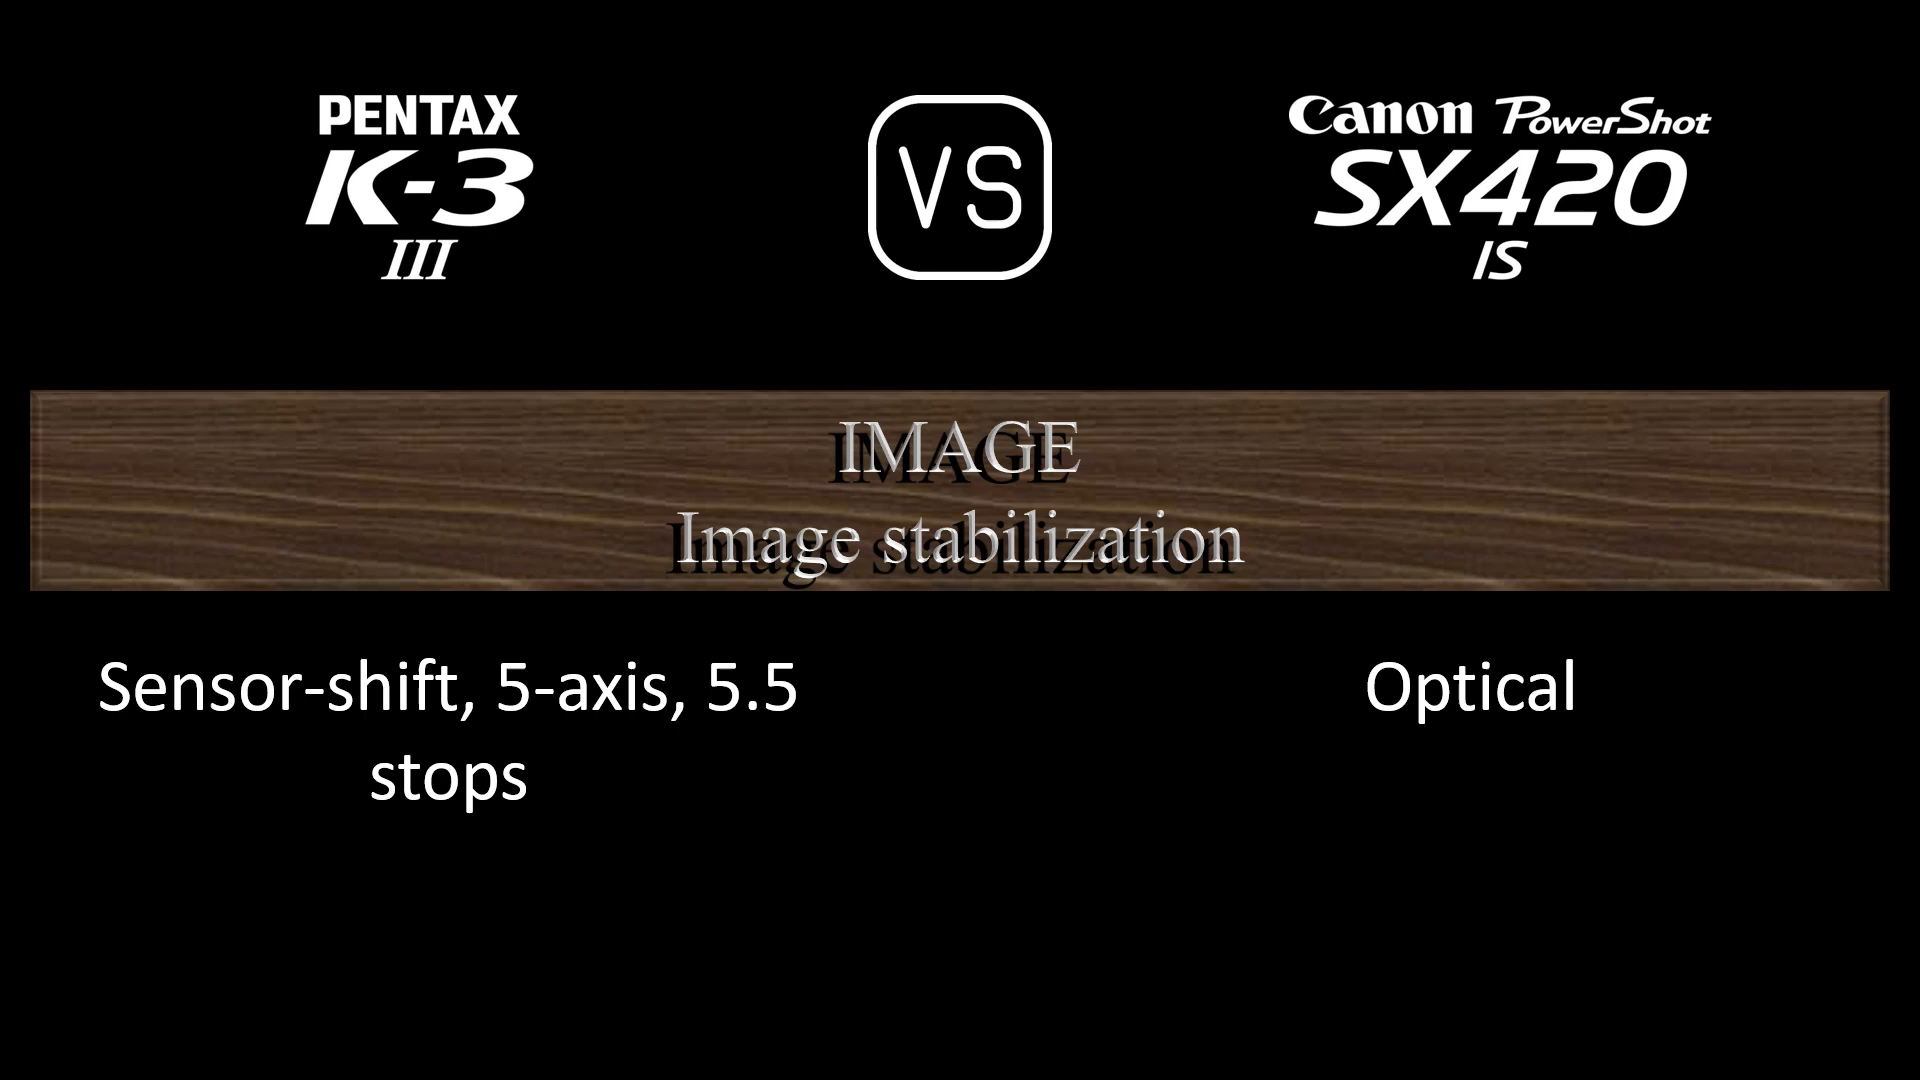 PENTAX
K-3
III
VS
Canon PowerShot
SX420
IS
IMAGE
Image stabilization
Sensor-shift, 5-axis, 5.5
stops
Optical